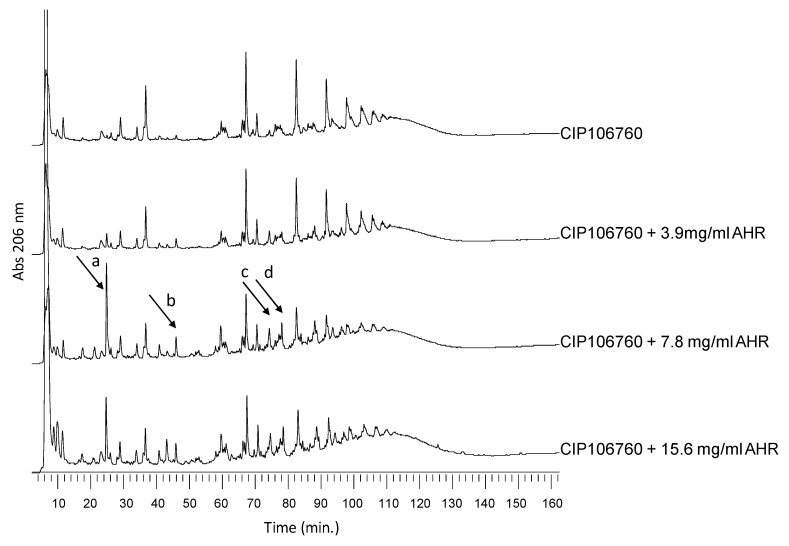 CIP106760
CIP106760 + 3.9mg/ml AHR
Abs 206 nm
a
b
c d
CIP106760 + 7.8 mg/ml AHR
CIP106760 + 15.6 mg/ml AHR
10 20 30 40 50 60 70 80 90 100 110 120 130 140 150 160
Time (min.)